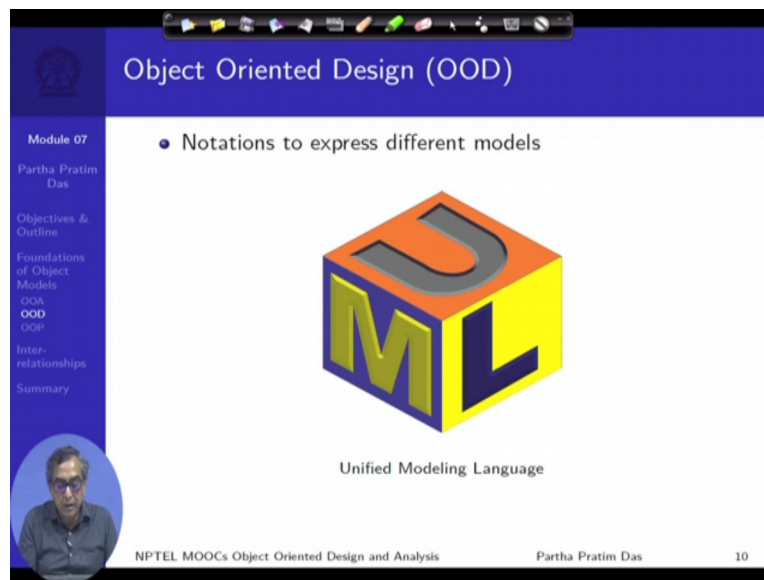 Object Oriented Design (OOD)
Module 07
Partha Pratim
Das
Objectives &
Outline
Foundations
of Object
Models
OOA
OOD
OOP
Inter-
relationships
Summary
Notations to express different models
U
M L
Unified Modeling Language
NPTEL MOOCs Object Oriented Design and Analysis Partha Pratim Das 10